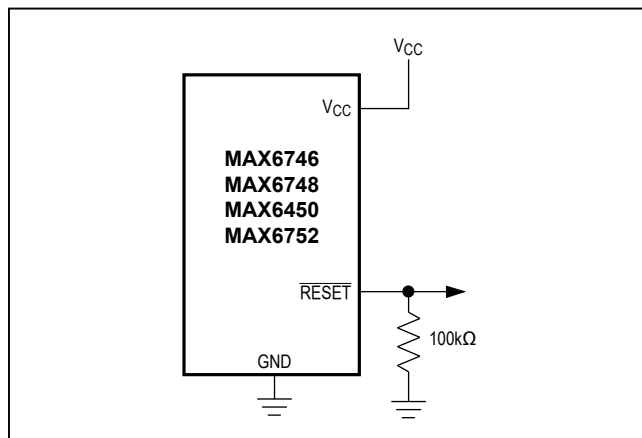 VCC
VCC
MAX6746
MAX6748
MAX6450
MAX6752
RESET
100kΩ
GND